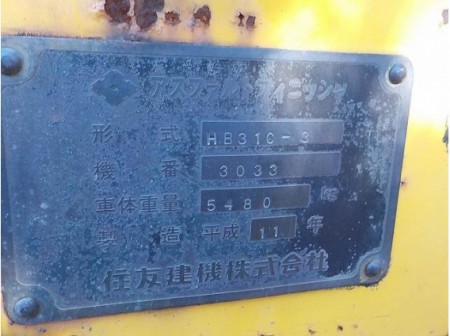 アスファルトフィニッシャ
形式 HB31C-3
機番 3033
車体重量 5480 kg
製造 平成 11 年
住友建機株式会社